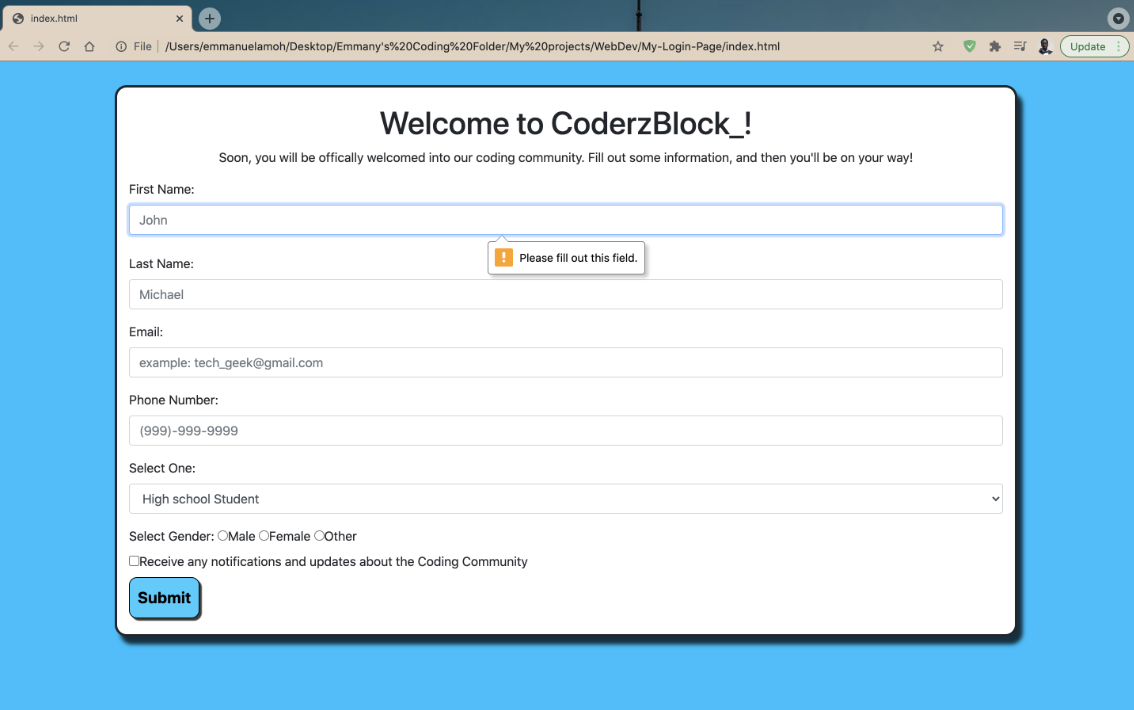 index.html
File
/Users/emmanuelamoh/Desktop/Emmany's%20Coding%20Folder/My%20projects/WebDev/My-Login-Page/index.html
Update
Welcome to CoderzBlock_!
Soon, you will be offically welcomed into our coding community. Fill out some information, and then you'll be on your way!
First Name:
John
Please fill out this field.
Last Name:
Michael
Email:
example: tech_geek@gmail.com
Phone Number:
(999)-999-9999
Select One:
High school Student
Select Gender: Male Female Other
Receive any notifications and updates about the Coding Community
Submit